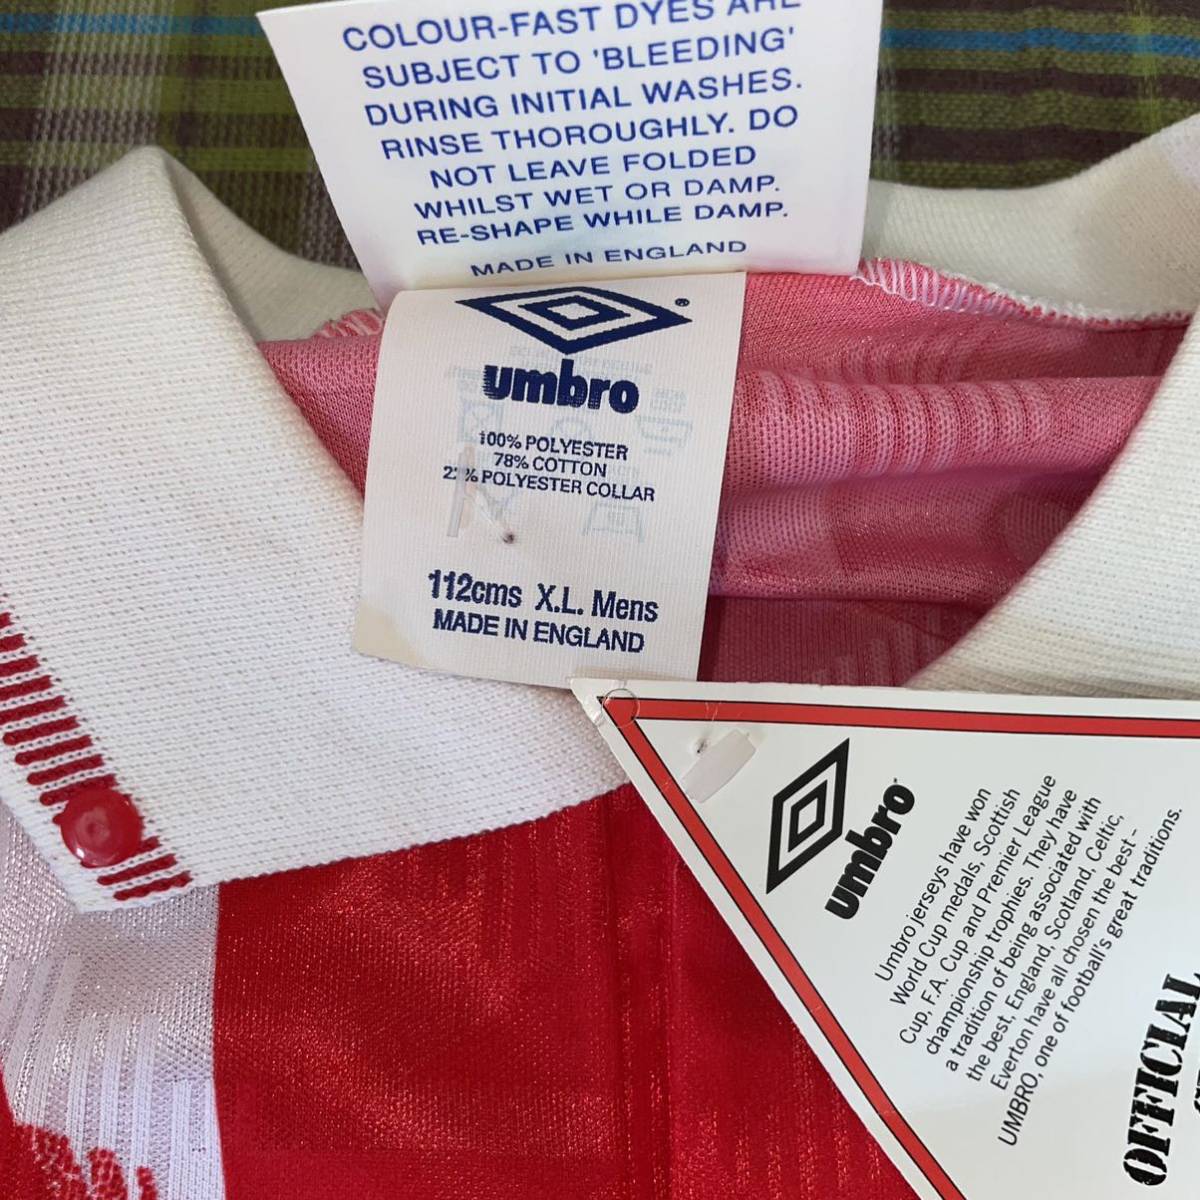 COLOUR-FAST DYES ARE
SUBJECT TO 'BLEEDING'
DURING INITIAL WASHES.
RINSE THOROUGHLY. DO
NOT LEAVE FOLDED
WHILST WET OR DAMP.
RE-SHAPE WHILE DAMP.
MADE IN ENGLAND
®
umbro
100% POLYESTER
78% COTTON
22% POLYESTER COLLAR
112cms X.L. Mens
MADE IN ENGLAND
umbro
Umbro jerseys have won
World Cup medals, Scottish
Cup, F.A. Cup and Premier League
championship trophies. They have
a tradition of being associated with
the best. England, Scotland, Celtic,
Everton have all chosen the best –
UMBRO, one of football's great traditions.
OFFICIAL